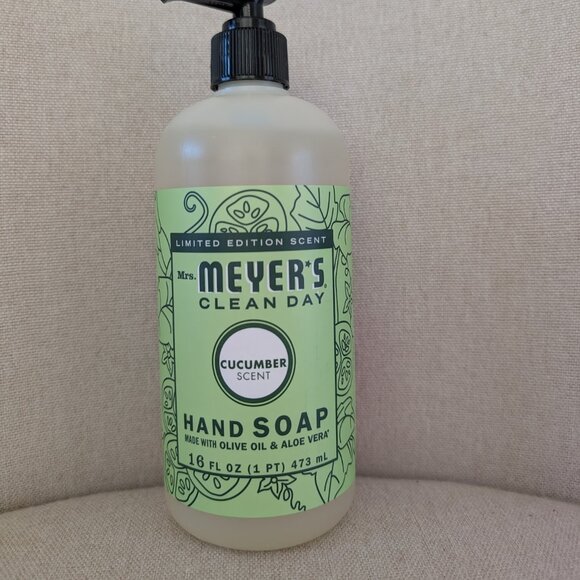 LIMITED EDITION SCENT
Mrs. MEYER'S®
CLEAN DAY
CUCUMBER
SCENT
HAND SOAP
MADE WITH OLIVE OIL & ALOE VERA*
16 FL OZ (1 PT) 473 mL